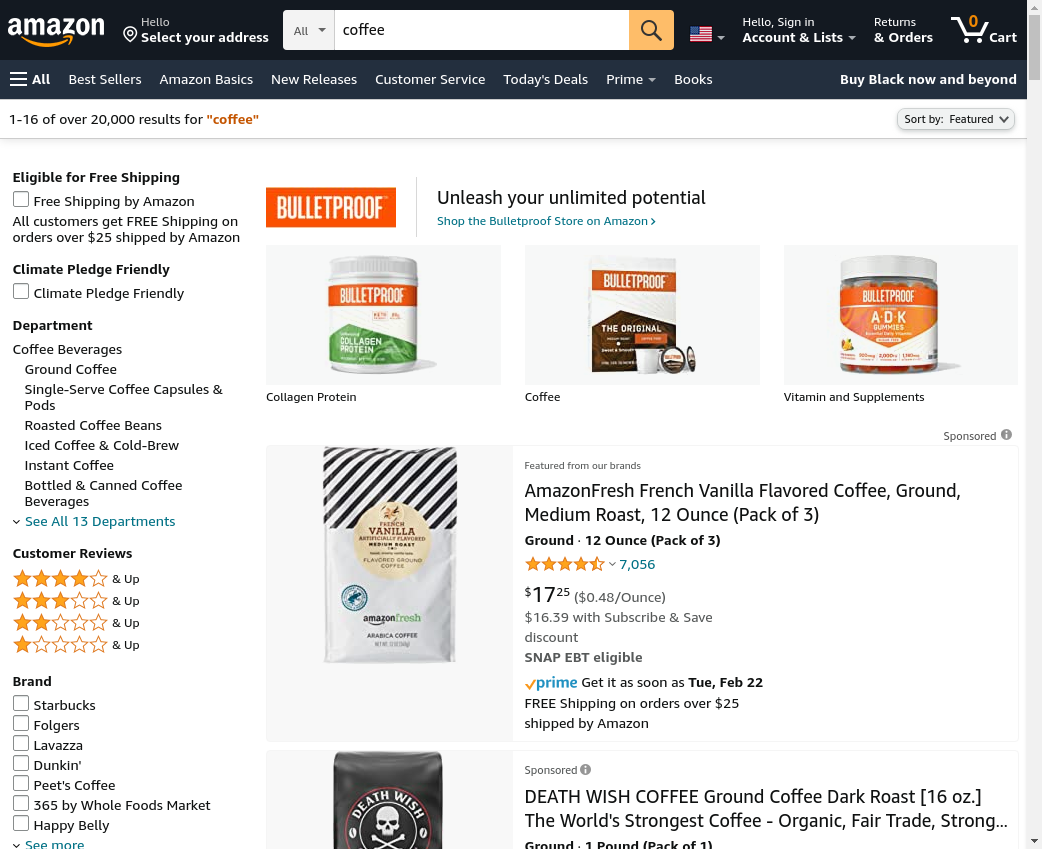 amazon
Hello
Select your address
All
coffee
Hello, Sign in
Account & Lists
Returns
& Orders
0
Cart
All
Best Sellers
Amazon Basics
New Releases
Customer Service
Today's Deals
Prime
Books
Buy Black now and beyond
1-16 of over 20,000 results for "coffee"
Sort by: Featured
Eligible for Free Shipping
Free Shipping by Amazon
All customers get FREE Shipping on
orders over $25 shipped by Amazon
Climate Pledge Friendly
Climate Pledge Friendly
Department
Coffee Beverages
Ground Coffee
Single-Serve Coffee Capsules &
Pods
Roasted Coffee Beans
Iced Coffee & Cold-Brew
Instant Coffee
Bottled & Canned Coffee
Beverages
See All 13 Departments
Customer Reviews
& Up
& Up
& Up
& Up
Brand
Starbucks
Folgers
Lavazza
Dunkin'
Peet's Coffee
365 by Whole Foods Market
Happy Belly
See more
BULLETPROOF
Unleash your unlimited potential
Shop the Bulletproof Store on Amazon
BULLETPROOF
KETO
COLLAGEN
PROTEIN
Collagen Protein
BULLETPROOF
THE ORIGINAL
Coffee
BULLETPROOF
A·D·K
GUMMIES
Vitamin and Supplements
Sponsored
FRENCH
VANILLA
ARTIFICIALLY FLAVORED
MEDIUM ROAST
FLAVORED GROUND
COFFEE
amazonfresh
ARABICA COFFEE
Featured from our brands
AmazonFresh French Vanilla Flavored Coffee, Ground,
Medium Roast, 12 Ounce (Pack of 3)
Ground · 12 Ounce (Pack of 3)
7,056
$1725 ($0.48/Ounce)
$16.39 with Subscribe & Save
discount
SNAP EBT eligible
prime Get it as soon as Tue, Feb 22
FREE Shipping on orders over $25
shipped by Amazon
DEATH WISH
Sponsored
DEATH WISH COFFEE Ground Coffee Dark Roast [16 oz.]
The World's Strongest Coffee - Organic, Fair Trade, Strong...
Ground · 1 Pound (Pack of 1)